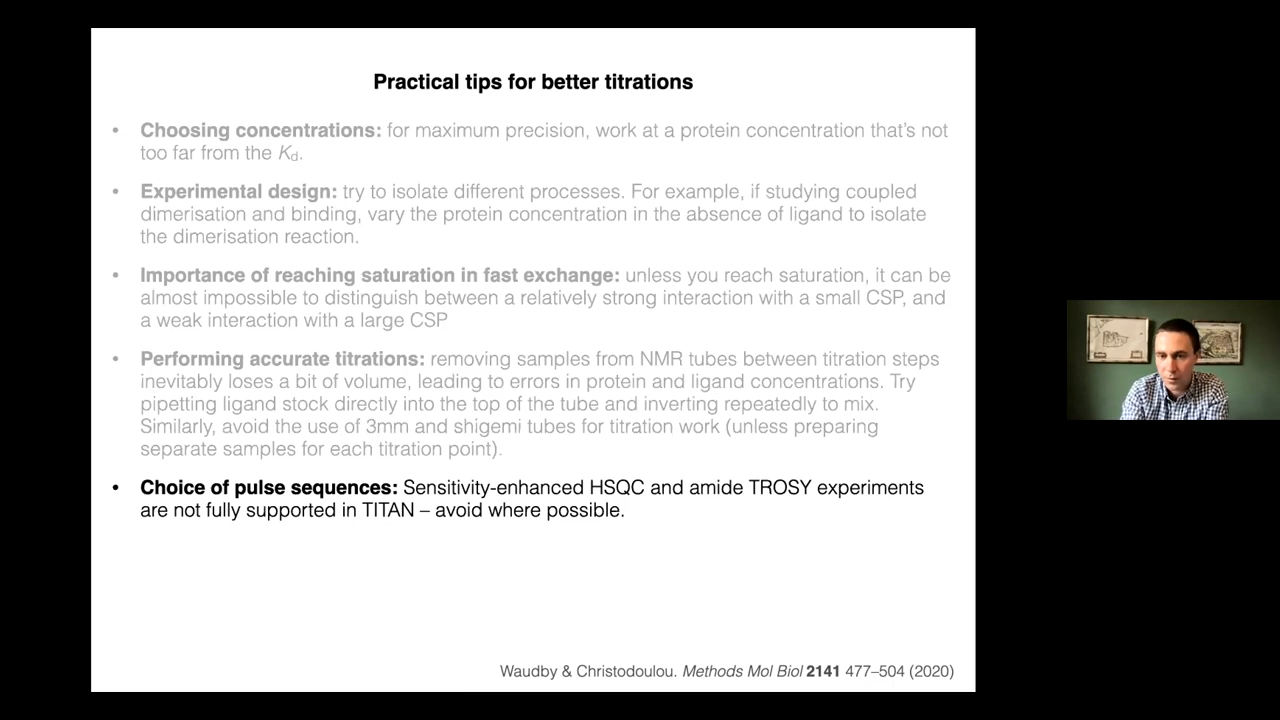 Practical tips for better titrations
• Choosing concentrations: for maximum precision, work at a protein concentration that's not
too far from the Kd.
• Experimental design: try to isolate different processes. For example, if studying coupled
dimerisation and binding, vary the protein concentration in the absence of ligand to isolate
the dimerisation reaction.
• Importance of reaching saturation in fast exchange: unless you reach saturation, it can be
almost impossible to distinguish between a relatively strong interaction with a small CSP, and
a weak interaction with a large CSP
• Performing accurate titrations: removing samples from NMR tubes between titration steps
inevitably loses a bit of volume, leading to errors in protein and ligand concentrations. Try
pipetting ligand stock directly into the top of the tube and inverting repeatedly to mix.
Similarly, avoid the use of 3mm and shigemi tubes for titration work (unless preparing
separate samples for each titration point).
• Choice of pulse sequences: Sensitivity-enhanced HSQC and amide TROSY experiments
are not fully supported in TITAN – avoid where possible.
Waudby & Christodoulou. Methods Mol Biol 2141 477–504 (2020)